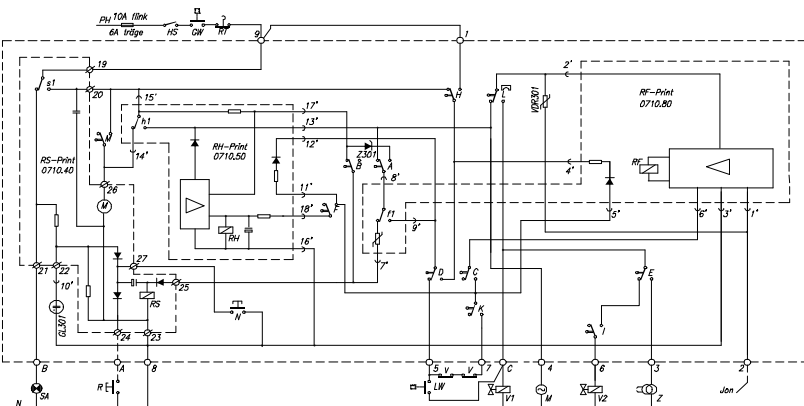 PH 10A flink
6A träge
HS GW RT
9 1
19
s1
20
15'
17'
h1
13'
12'
H
L
2'
VDR301
RF-Print
0710.80
M
RH-Print
0710.50
Z301
B A
8'
RS-Print
0710.40
14'
4'
RF
26
11'
F
5'
6' 3' 1'
M
18'
f1
9'
RH
16'
7'
27
21 22
25
D C E
10'
RS
N
K
GL301
24 23
I
B A 8 5 7 C 4 6 3 2
V V
SA R LW V1 M V2 Z Jon
N